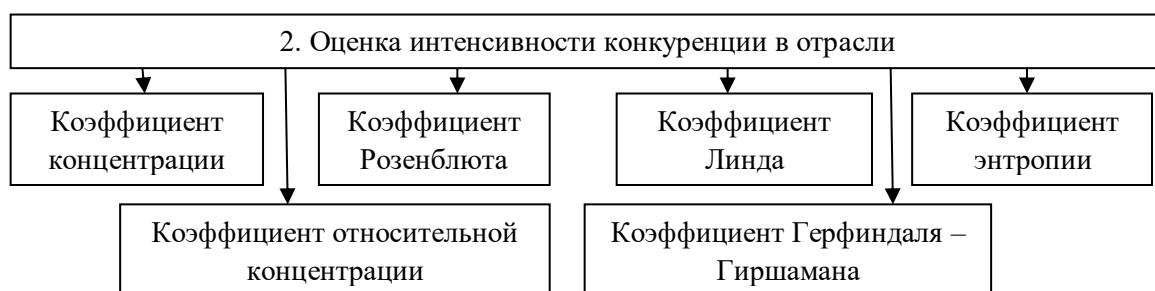 2. Оценка интенсивности конкуренции в отрасли
Коэффициент
концентрации
Коэффициент
Розенблюта
Коэффициент
Линда
Коэффициент
энтропии
Коэффициент относительной
концентрации
Коэффициент Герфиндаля –
Гиршамана